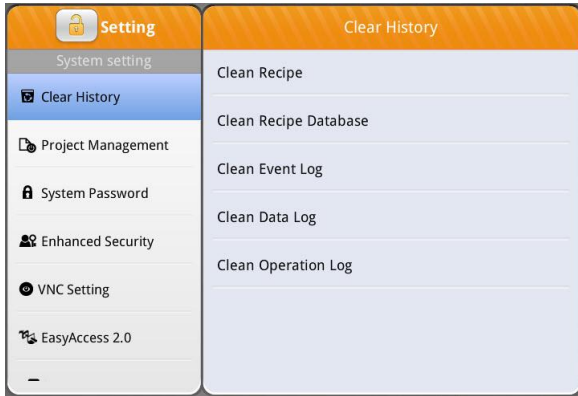 Setting
System setting
Clear History
Project Management
System Password
Enhanced Security
VNC Setting
EasyAccess 2.0
Clear History
Clean Recipe
Clean Recipe Database
Clean Event Log
Clean Data Log
Clean Operation Log